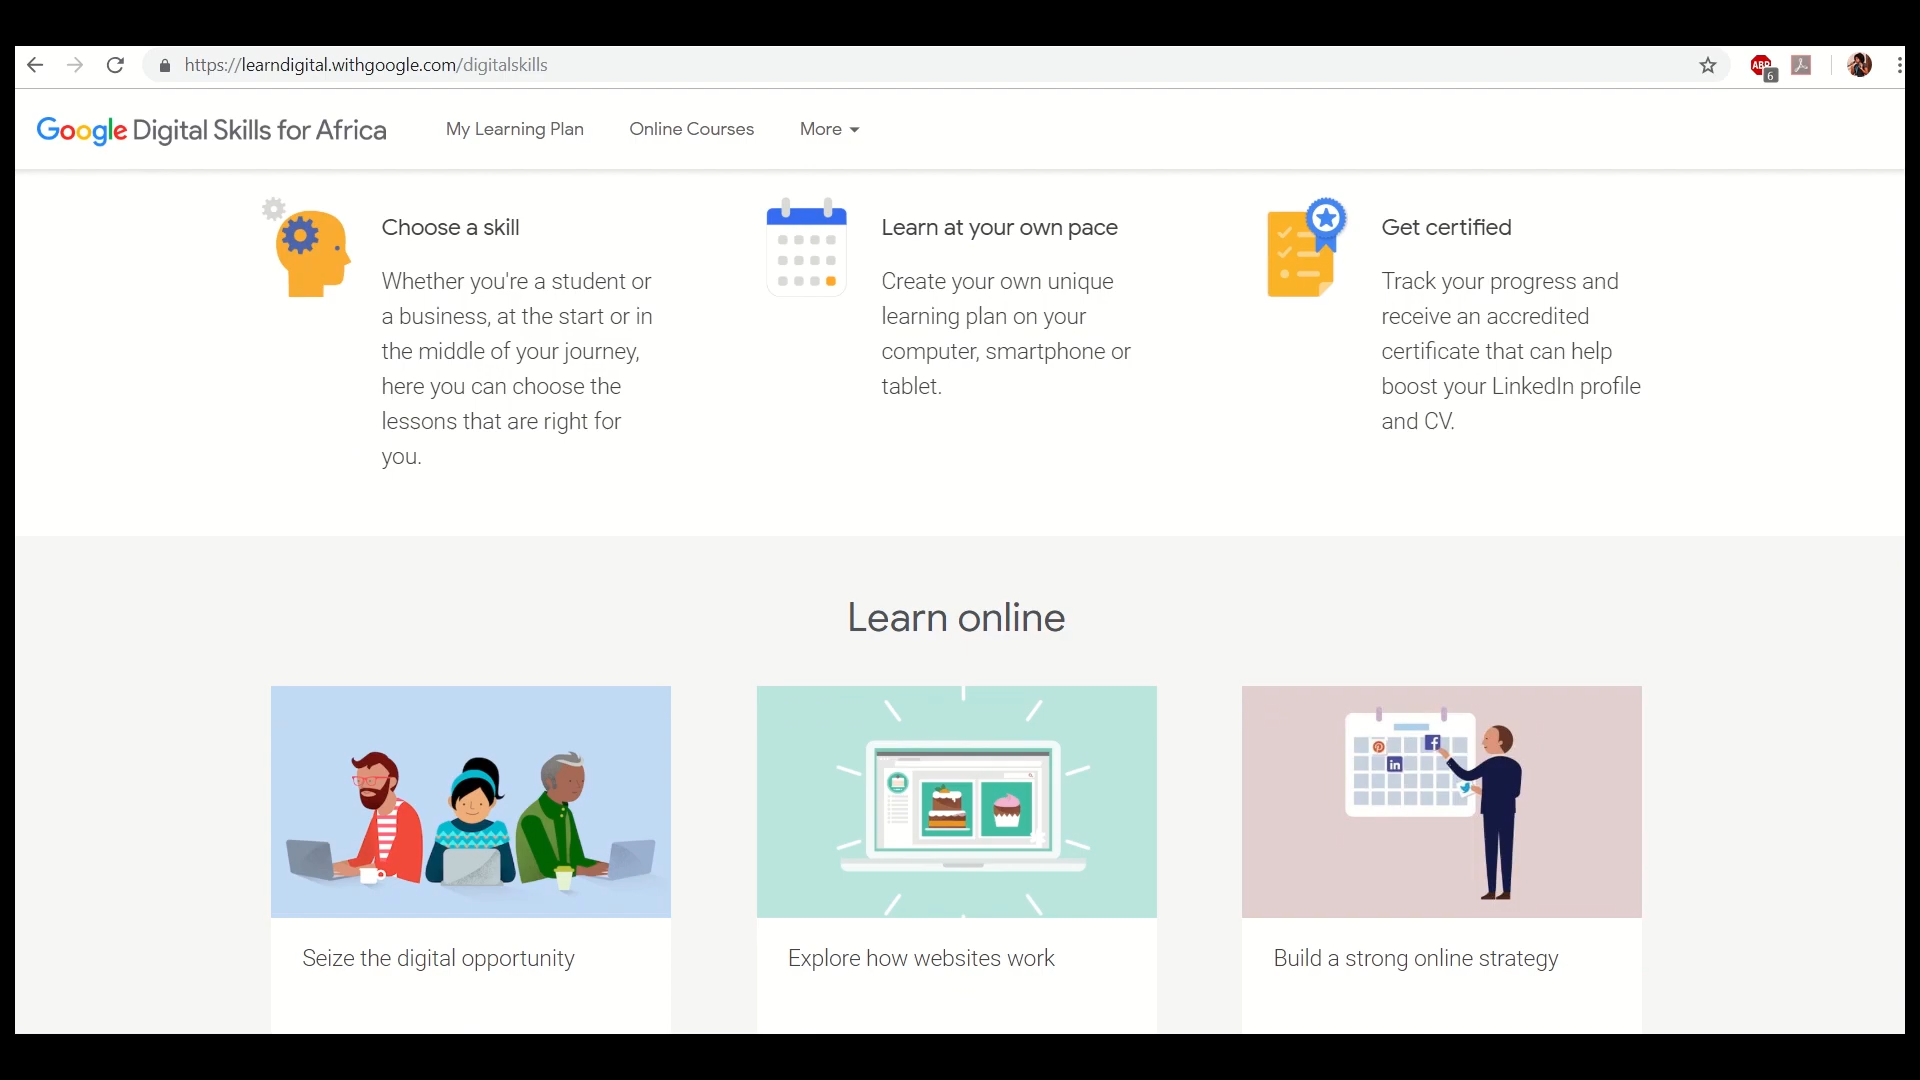 https://learndigital.withgoogle.com/digitalskills
ABP
6
Google Digital Skills for Africa
My Learning Plan
Online Courses
More
Choose a skill
Whether you're a student or
a business, at the start or in
the middle of your journey,
here you can choose the
lessons that are right for
you.
Learn at your own pace
Create your own unique
learning plan on your
computer, smartphone or
tablet.
Get certified
Track your progress and
receive an accredited
certificate that can help
boost your LinkedIn profile
and CV.
Learn online
in
f
Seize the digital opportunity
Explore how websites work
Build a strong online strategy